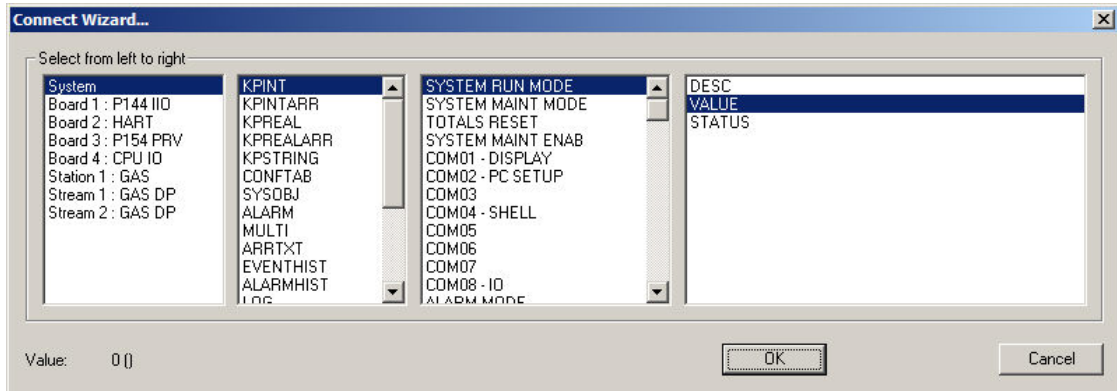 Connect Wizard...
Select from left to right
System
Board 1 : P144 IIO
Board 2 : HART
Board 3 : P154 PRV
Board 4 : CPU IO
Station 1 : GAS
Stream 1 : GAS DP
Stream 2 : GAS DP
KPINT
KPINTARR
KPREAL
KPREALARR
KPSTRING
CONFTAB
SYSOBJ
ALARM
MULTI
ARRTXT
EVENTHIST
ALARMHIST
LOG
SYSTEM RUN MODE
SYSTEM MAINT MODE
TOTALS RESET
SYSTEM MAINT ENAB
COM01 - DISPLAY
COM02 - PC SETUP
COM03
COM04 - SHELL
COM05
COM06
COM07
COM08 - IO
ALARM MODE
DESC
VALUE
STATUS
Value: 0 ()
OK
Cancel